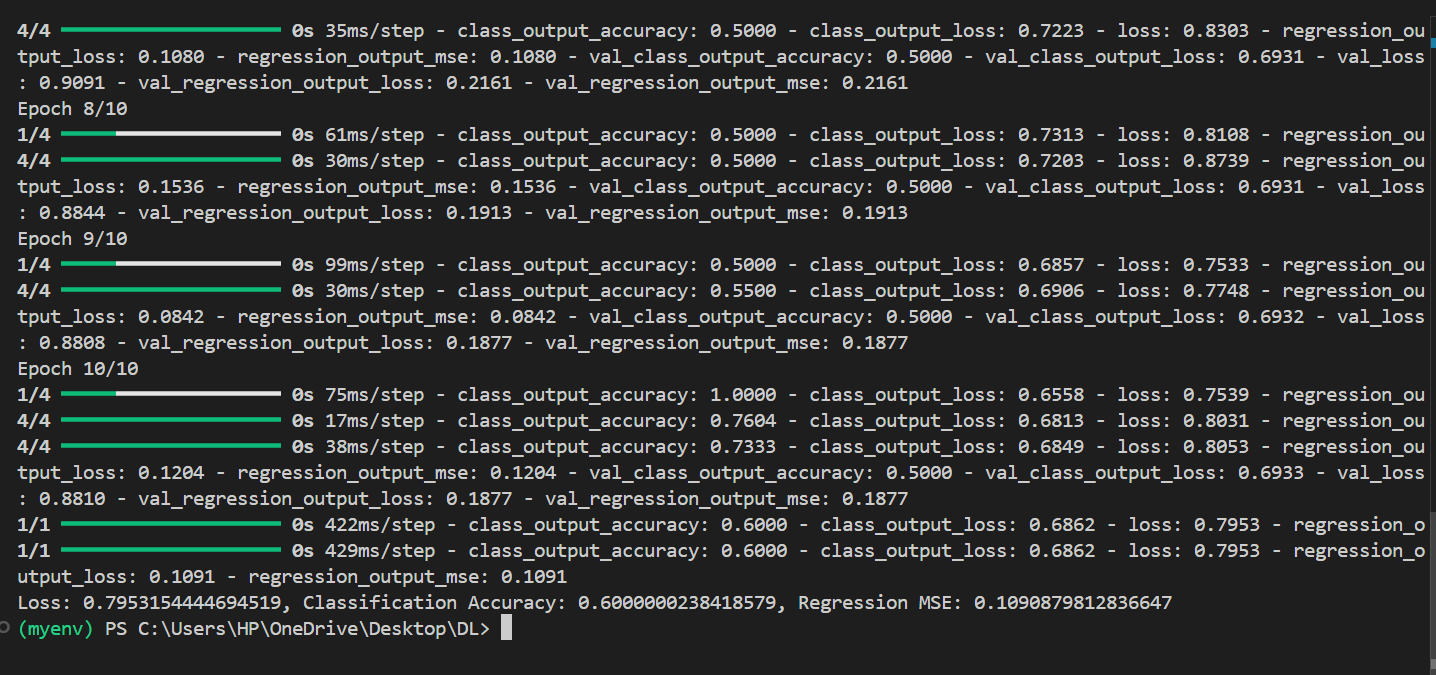 4/4 0s 35ms/step - class_output_accuracy: 0.5000 - class_output_loss: 0.7223 - loss: 0.8303 - regression_ou
tput_loss: 0.1080 - regression_output_mse: 0.1080 - val_class_output_accuracy: 0.5000 - val_class_output_loss: 0.6931 - val_loss
: 0.9091 - val_regression_output_loss: 0.2161 - val_regression_output_mse: 0.2161
Epoch 8/10
1/4 0s 61ms/step - class_output_accuracy: 0.5000 - class_output_loss: 0.7313 - loss: 0.8108 - regression_ou
4/4 0s 30ms/step - class_output_accuracy: 0.5000 - class_output_loss: 0.7203 - loss: 0.8739 - regression_ou
tput_loss: 0.1536 - regression_output_mse: 0.1536 - val_class_output_accuracy: 0.5000 - val_class_output_loss: 0.6931 - val_loss
: 0.8844 - val_regression_output_loss: 0.1913 - val_regression_output_mse: 0.1913
Epoch 9/10
1/4 0s 99ms/step - class_output_accuracy: 0.5000 - class_output_loss: 0.6857 - loss: 0.7533 - regression_ou
4/4 0s 30ms/step - class_output_accuracy: 0.5500 - class_output_loss: 0.6906 - loss: 0.7748 - regression_ou
tput_loss: 0.0842 - regression_output_mse: 0.0842 - val_class_output_accuracy: 0.5000 - val_class_output_loss: 0.6932 - val_loss
: 0.8808 - val_regression_output_loss: 0.1877 - val_regression_output_mse: 0.1877
Epoch 10/10
1/4 0s 75ms/step - class_output_accuracy: 1.0000 - class_output_loss: 0.6558 - loss: 0.7539 - regression_ou
4/4 0s 17ms/step - class_output_accuracy: 0.7604 - class_output_loss: 0.6813 - loss: 0.8031 - regression_ou
4/4 0s 38ms/step - class_output_accuracy: 0.7333 - class_output_loss: 0.6849 - loss: 0.8053 - regression_ou
tput_loss: 0.1204 - regression_output_mse: 0.1204 - val_class_output_accuracy: 0.5000 - val_class_output_loss: 0.6933 - val_loss
: 0.8810 - val_regression_output_loss: 0.1877 - val_regression_output_mse: 0.1877
1/1 0s 422ms/step - class_output_accuracy: 0.6000 - class_output_loss: 0.6862 - loss: 0.7953 - regression_o
1/1 0s 429ms/step - class_output_accuracy: 0.6000 - class_output_loss: 0.6862 - loss: 0.7953 - regression_o
utput_loss: 0.1091 - regression_output_mse: 0.1091
Loss: 0.7953154444694519, Classification Accuracy: 0.6000000238418579, Regression MSE: 0.1090879812836647
(myenv) PS C:\Users\HP\OneDrive\Desktop\DL>